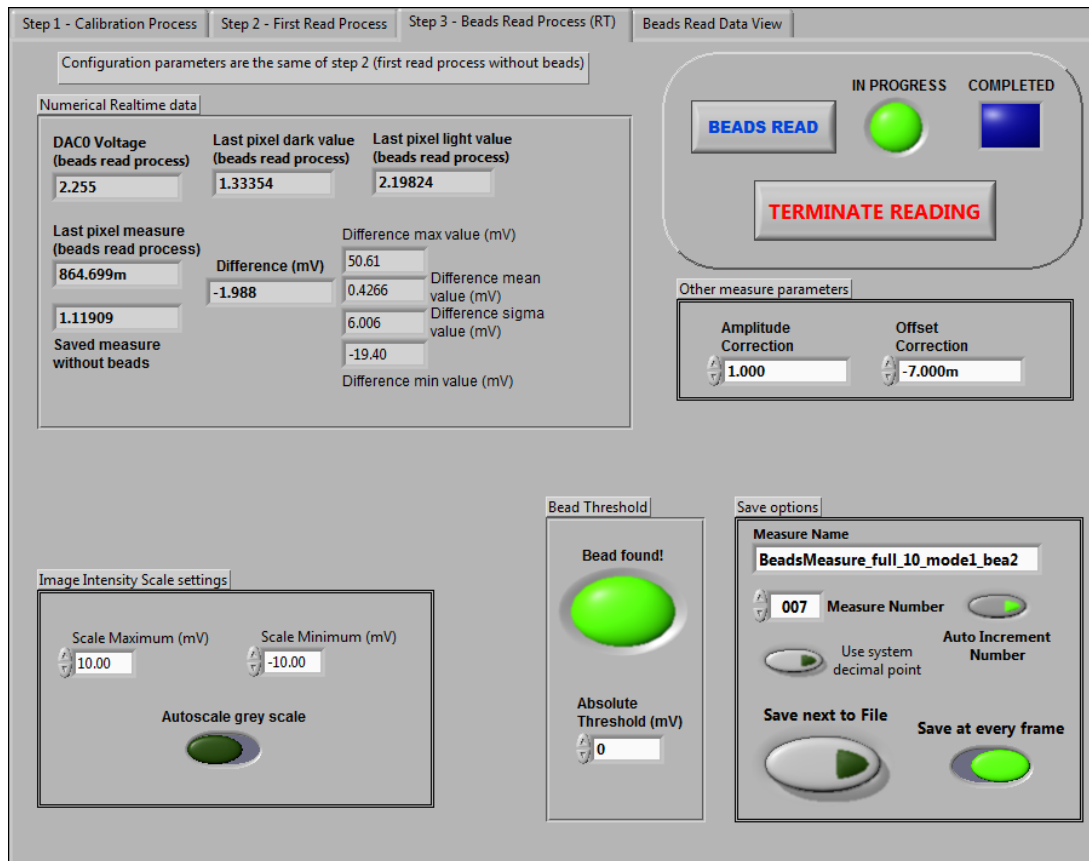 Step 1 - Calibration Process
Step 2 - First Read Process
Step 3 - Beads Read Process (RT)
Beads Read Data View
Configuration parameters are the same of step 2 (first read process without beads)
Numerical Realtime data
DAC0 Voltage
(beads read process)
2.255
Last pixel dark value
(beads read process)
1.33354
Last pixel light value
(beads read process)
2.19824
Last pixel measure
(beads read process)
864.699m
1.11909
Saved measure
without beads
Difference (mV)
-1.988
Difference max value (mV)
50.61
0.4266
Difference mean
value (mV)
6.006
Difference sigma
value (mV)
-19.40
Difference min value (mV)
IN PROGRESS
COMPLETED
BEADS READ
TERMINATE READING
Other measure parameters
Amplitude
Correction
1.000
Offset
Correction
-7.000m
Image Intensity Scale settings
Scale Maximum (mV)
10.00
Scale Minimum (mV)
-10.00
Autoscale grey scale
Bead Threshold
Bead found!
Absolute
Threshold (mV)
0
Save options
Measure Name
BeadsMeasure_full_10_mode1_bea2
007
Measure Number
Auto Increment
Number
Use system
decimal point
Save next to File
Save at every frame